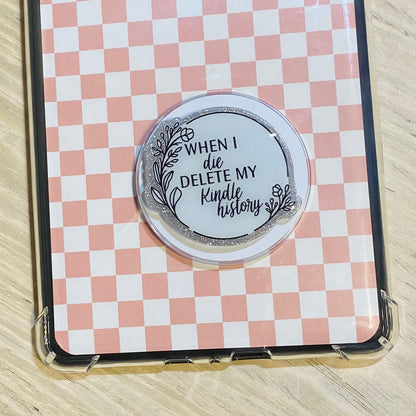 WHEN I
die
DELETE MY
Kindle
history